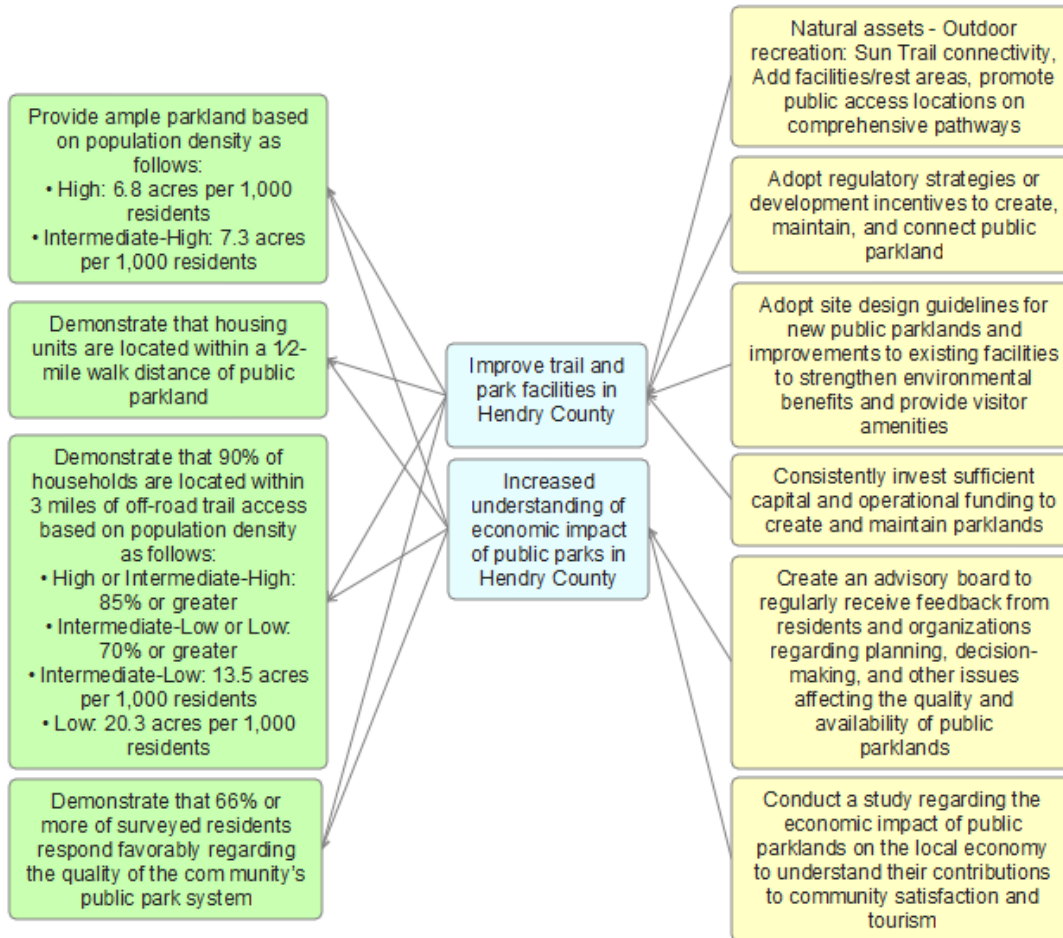 Provide ample parkland based
on population density as
follows:
• High: 6.8 acres per 1,000
residents
• Intermediate-High: 7.3 acres
per 1,000 residents
Demonstrate that housing
units are located within a 1⁄2-
mile walk distance of public
parkland
Demonstrate that 90% of
households are located within
3 miles of off-road trail access
based on population density
as follows:
• High or Intermediate-High:
85% or greater
• Intermediate-Low or Low:
70% or greater
• Intermediate-Low: 13.5 acres
per 1,000 residents
• Low: 20.3 acres per 1,000
residents
Demonstrate that 66% or
more of surveyed residents
respond favorably regarding
the quality of the com munity's
public park system
Improve trail and
park facilities in
Hendry County
Increased
understanding of
economic impact
of public parks in
Hendry County
Natural assets - Outdoor
recreation: Sun Trail connectivity,
Add facilities/rest areas, promote
public access locations on
comprehensive pathways
Adopt regulatory strategies or
development incentives to create,
maintain, and connect public
parkland
Adopt site design guidelines for
new public parklands and
improvements to existing facilities
to strengthen environmental
benefits and provide visitor
amenities
Consistently invest sufficient
capital and operational funding to
create and maintain parklands
Create an advisory board to
regularly receive feedback from
residents and organizations
regarding planning, decision-
making, and other issues
affecting the quality and
availability of public
parklands
Conduct a study regarding the
economic impact of public
parklands on the local economy
to understand their contributions
to community satisfaction and
tourism